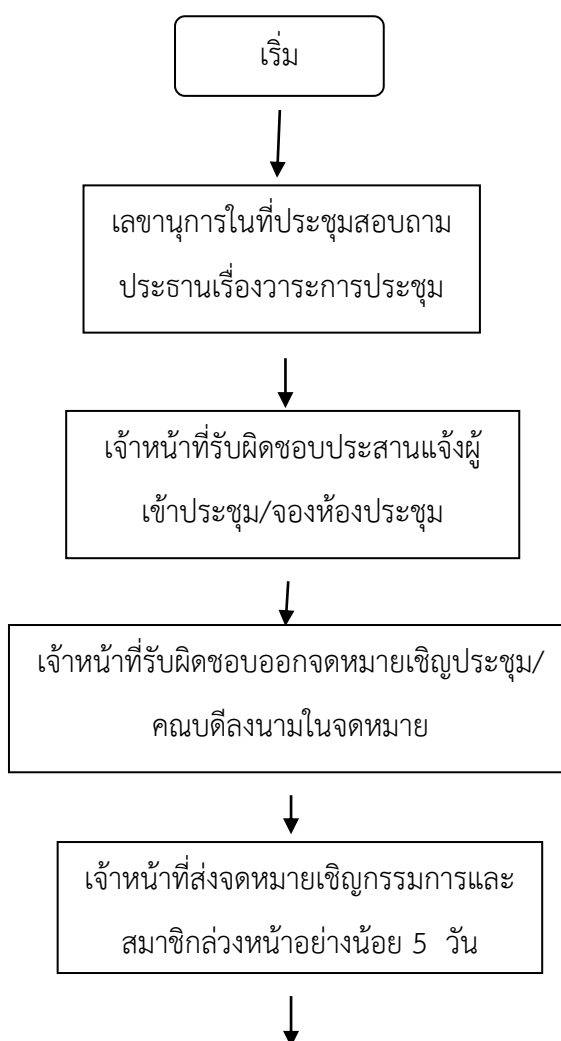 เริ่ม
เลขานุการในที่ประชุมสอบถาม
ประธานเรื่องวาระการประชุม
เจ้าหน้าที่รับผิดชอบประสานแจ้งผู้
เข้าประชุม/จองห้องประชุม
เจ้าหน้าที่รับผิดชอบออกจดหมายเชิญประชุม/
คณบดีลงนามในจดหมาย
เจ้าหน้าที่ส่งจดหมายเชิญกรรมการและ
สมาชิกล่วงหน้าอย่างน้อย 5 วัน